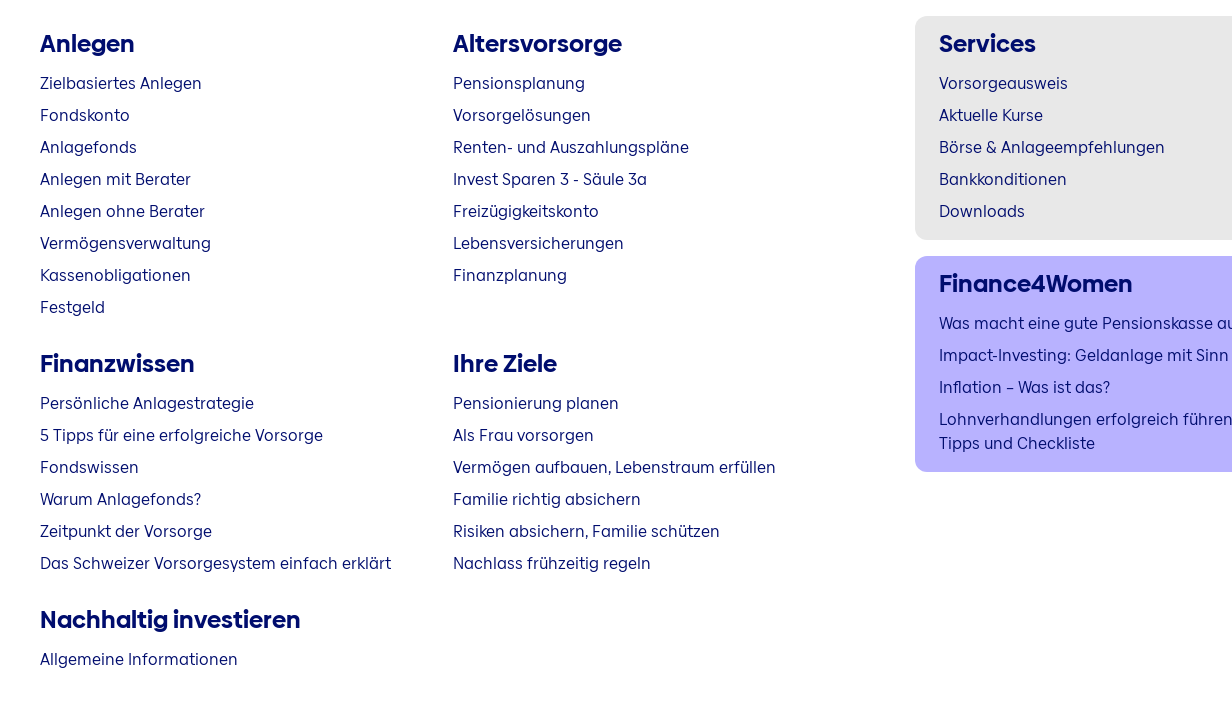 Anlegen
Zielbasiertes Anlegen
Fondskonto
Anlagefonds
Anlegen mit Berater
Anlegen ohne Berater
Vermögensverwaltung
Kassenobligationen
Festgeld
Altersvorsorge
Pensionsplanung
Vorsorgelösungen
Renten- und Auszahlungspläne
Invest Sparen 3 - Säule 3a
Freizügigkeitskonto
Lebensversicherungen
Finanzplanung
Finanzwissen
Persönliche Anlagestrategie
5 Tipps für eine erfolgreiche Vorsorge
Fondswissen
Warum Anlagefonds?
Zeitpunkt der Vorsorge
Das Schweizer Vorsorgesystem einfach erklärt
Ihre Ziele
Pensionierung planen
Als Frau vorsorgen
Vermögen aufbauen, Lebenstraum erfüllen
Familie richtig absichern
Risiken absichern, Familie schützen
Nachlass frühzeitig regeln
Nachhaltig investieren
Allgemeine Informationen
Services
Vorsorgeausweis
Aktuelle Kurse
Börse & Anlageempfehlungen
Bankkonditionen
Downloads
Finance4Women
Was macht eine gute Pensionskasse
Impact-Investing: Geldanlage mit Sinn
Inflation – Was ist das?
Lohnverhandlungen erfolgreich führen
Tipps und Checkliste